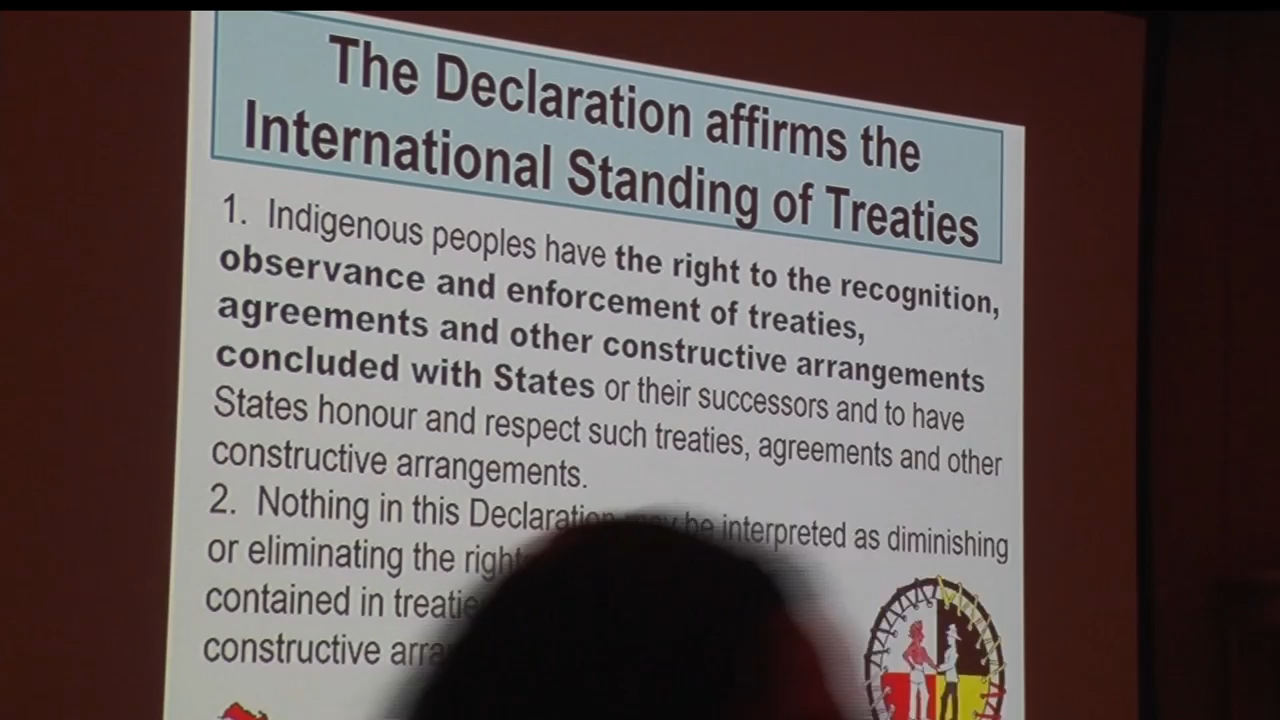 The Declaration affirms the
International Standing of Treaties
1. Indigenous peoples have the right to the recognition,
observance and enforcement of treaties,
agreements and other constructive arrangements
concluded with States or their successors and to have
States honour and respect such treaties, agreements and other
constructive arrangements.
2. Nothing in this Declaration may be interpreted as diminishing
or eliminating the right
contained in
constructive